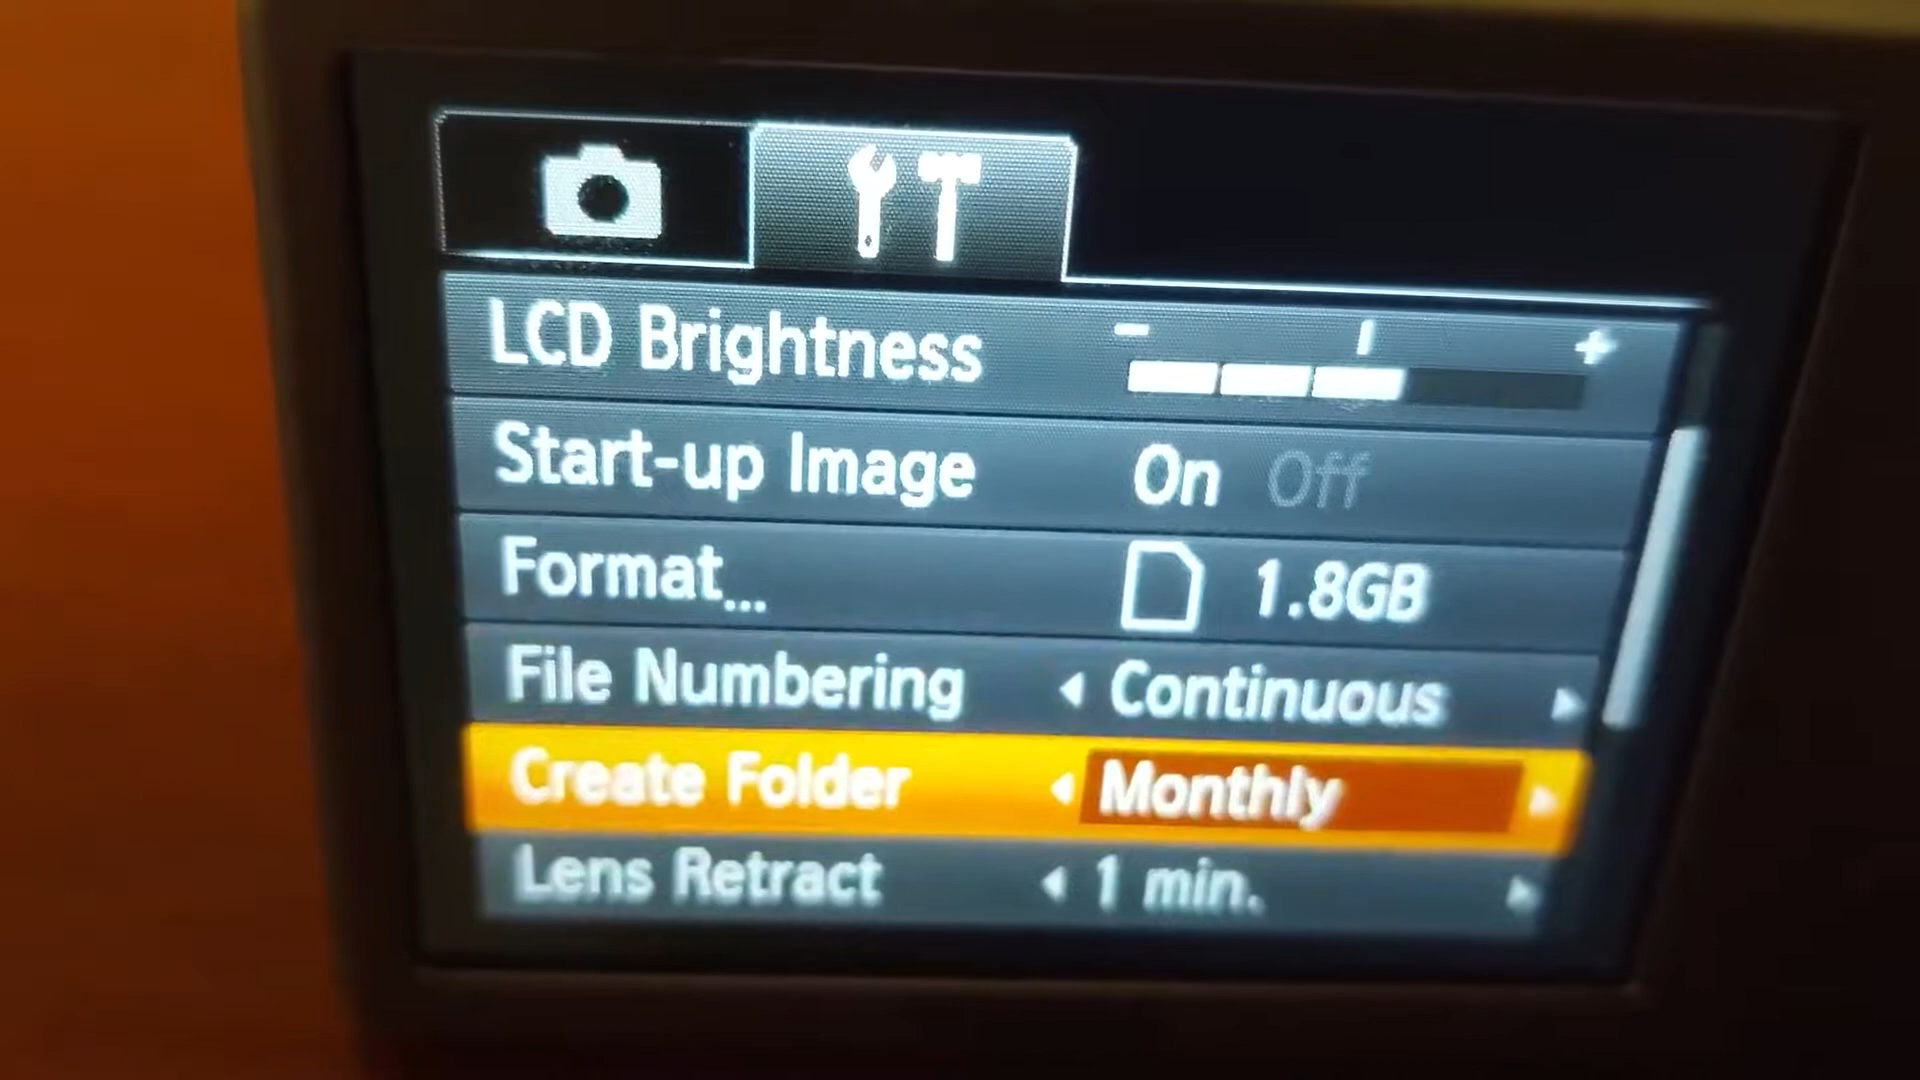 LCD Brightness - +
Start-up Image On Off
Format... 1.8GB
File Numbering Continuous
Create Folder Monthly
Lens Retract 1 min.